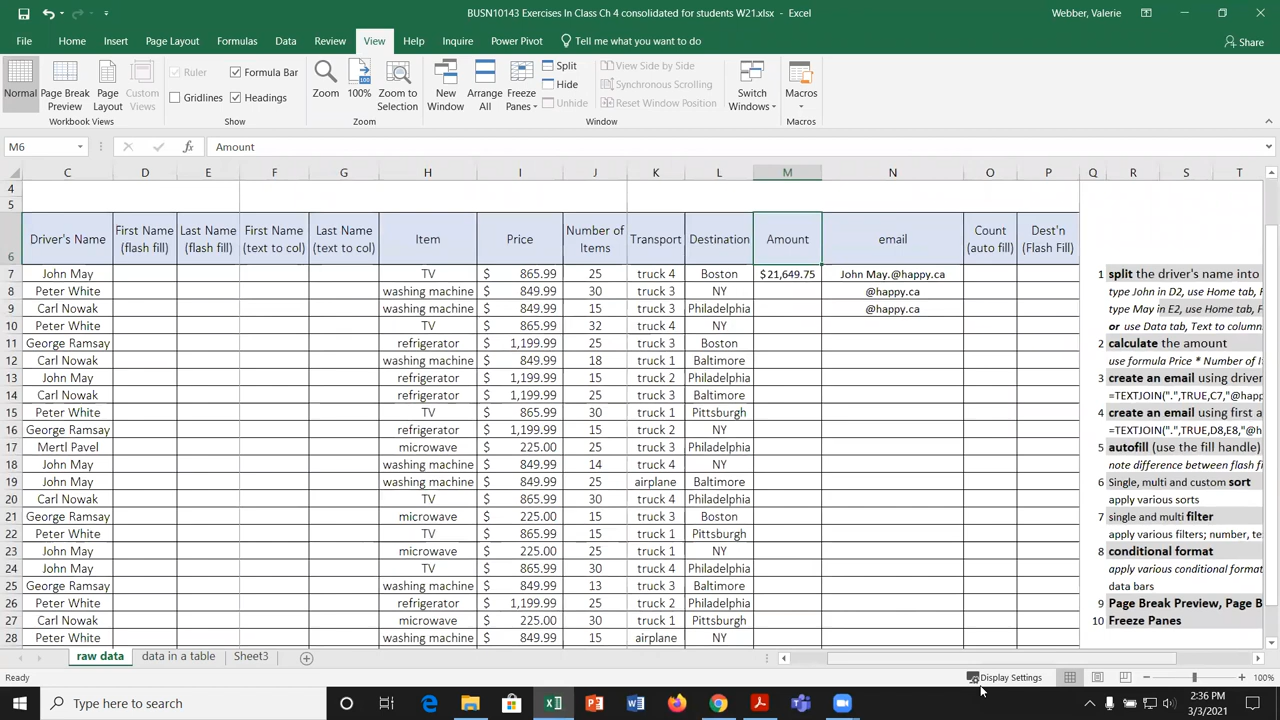 BUSN10143 Exercises In Class Ch 4 consolidated for students W21.xlsx - Excel
Webber, Valerie
File Home Insert Page Layout Formulas Data Review View Help Inquire Power Pivot Tell me what you want to do Share
Normal Page Break Preview Page Layout Custom Views
Workbook Views
Ruler Formula Bar
Gridlines Headings
Show
Zoom 100% Zoom to Selection
Zoom
New Window Arrange All Freeze Panes
Split
Hide
Unhide
View Side by Side
Synchronous Scrolling
Reset Window Position
Window
Switch Windows
Macros
Macros
M6 fx Amount
C D E F G H I J K L M N O P Q R S T
4
5
6 Driver's Name First Name (flash fill) Last Name (flash fill) First Name (text to col) Last Name (text to col) Item Price Number of Items Transport Destination Amount email Count (auto fill) Dest'n (Flash Fill)
7 John May TV $ 865.99 25 truck 4 Boston $21,649.75 John May.@happy.ca 1 split the driver's name into
8 Peter White washing machine $ 849.99 30 truck 3 NY @happy.ca type John in D2, use Home tab, F
9 Carl Nowak washing machine $ 849.99 15 truck 3 Philadelphia @happy.ca type May in E2, use Home tab, F
10 Peter White TV $ 865.99 32 truck 4 NY or use Data tab, Text to column
11 George Ramsay refrigerator $ 1,199.99 25 truck 3 Boston 2 calculate the amount
12 Carl Nowak washing machine $ 849.99 18 truck 1 Baltimore use formula Price * Number of It
13 John May refrigerator $ 1,199.99 15 truck 2 Philadelphia 3 create an email using driver
14 Carl Nowak refrigerator $ 1,199.99 25 truck 3 Baltimore =TEXTJOIN(".",TRUE,C7,"@happ
15 Peter White TV $ 865.99 30 truck 1 Pittsburgh 4 create an email using first a
16 George Ramsay refrigerator $ 1,199.99 15 truck 2 NY =TEXTJOIN(".",TRUE,D8,E8,"@h
17 Mertl Pavel microwave $ 225.00 25 truck 3 Philadelphia 5 autofill (use the fill handle)
18 John May washing machine $ 849.99 14 truck 4 NY note difference between flash f
19 John May washing machine $ 849.99 25 airplane Baltimore 6 Single, multi and custom sort
20 Carl Nowak TV $ 865.99 30 truck 4 Philadelphia apply various sorts
21 George Ramsay microwave $ 225.00 15 truck 3 Boston 7 single and multi filter
22 Peter White TV $ 865.99 15 truck 1 Pittsburgh apply various filters; number, te
23 John May microwave $ 225.00 25 truck 1 NY 8 conditional format
24 John May TV $ 865.99 30 truck 4 Philadelphia apply various conditional format
25 George Ramsay washing machine $ 849.99 13 truck 3 Baltimore data bars
26 Peter White refrigerator $ 1,199.99 25 truck 2 Philadelphia 9 Page Break Preview, Page B
27 Carl Nowak microwave $ 225.00 30 truck 1 Pittsburgh 10 Freeze Panes
28 Peter White washing machine $ 849.99 15 airplane NY
raw data data in a table Sheet3
Ready Display Settings 100%
Type here to search
2:36 PM
3/3/2021